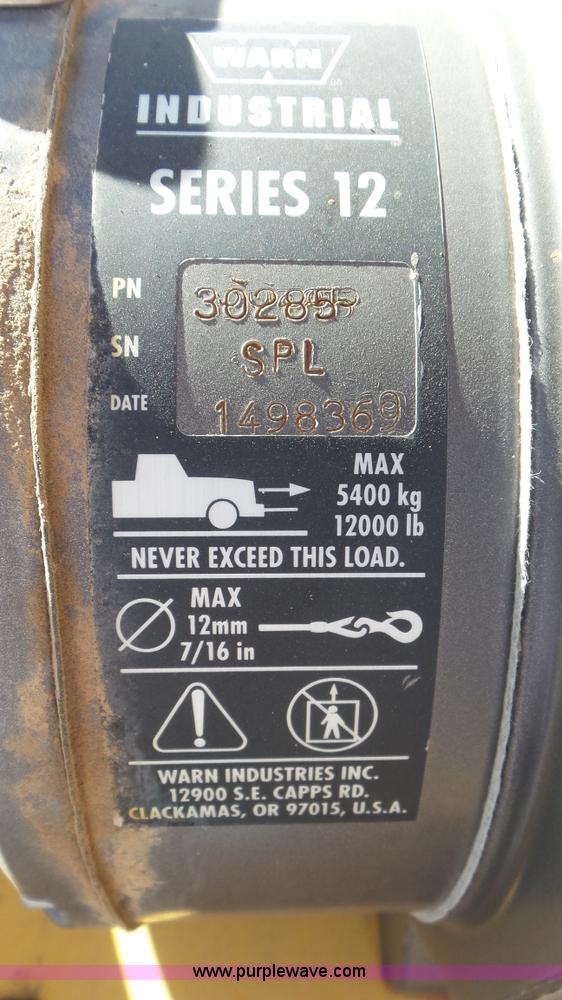 WARN
INDUSTRIAL
SERIES 12
PN 30285
SN SPL
DATE 1498369
MAX
5400 kg
12000 lb
NEVER EXCEED THIS LOAD.
MAX
12mm
7/16 in
WARN INDUSTRIES INC.
12900 S.E. CAPPS RD.
CLACKAMAS, OR 97015, U.S.A.
www.purplewave.com